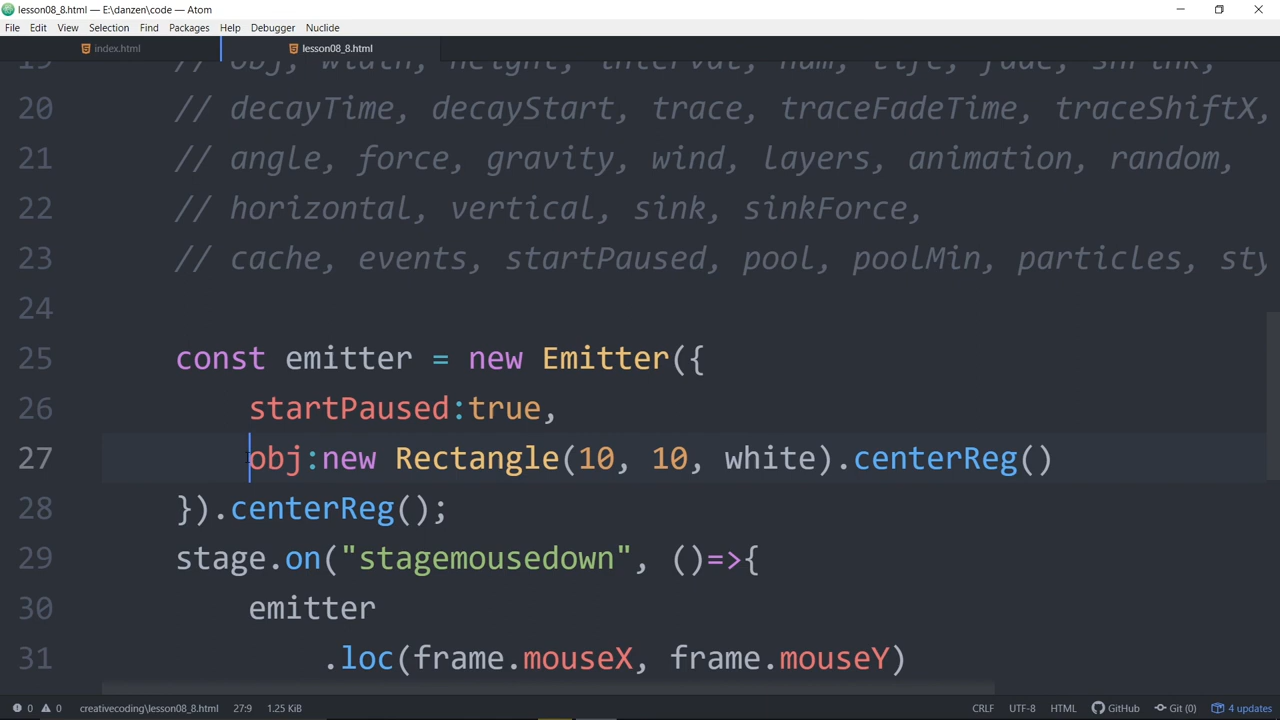 lesson08_8.html — E:\danzen\code — Atom
File Edit View Selection Find Packages Help Debugger Nuclide
index.html lesson08_8.html
19 // obj, width, height, interval, num, life, fade, shrink,
20 // decayTime, decayStart, trace, traceFadeTime, traceShiftX,
21 // angle, force, gravity, wind, layers, animation, random,
22 // horizontal, vertical, sink, sinkForce,
23 // cache, events, startPaused, pool, poolMin, particles, sty
24
25 const emitter = new Emitter({
26 startPaused:true,
27 obj:new Rectangle(10, 10, white).centerReg()
28 }).centerReg();
29 stage.on("stagemousedown", ()=>{
30 emitter
31 .loc(frame.mouseX, frame.mouseY)
0 0 creativecoding\lesson08_8.html 27:9 1.25 KiB CRLF UTF-8 HTML GitHub Git (0) 4 updates